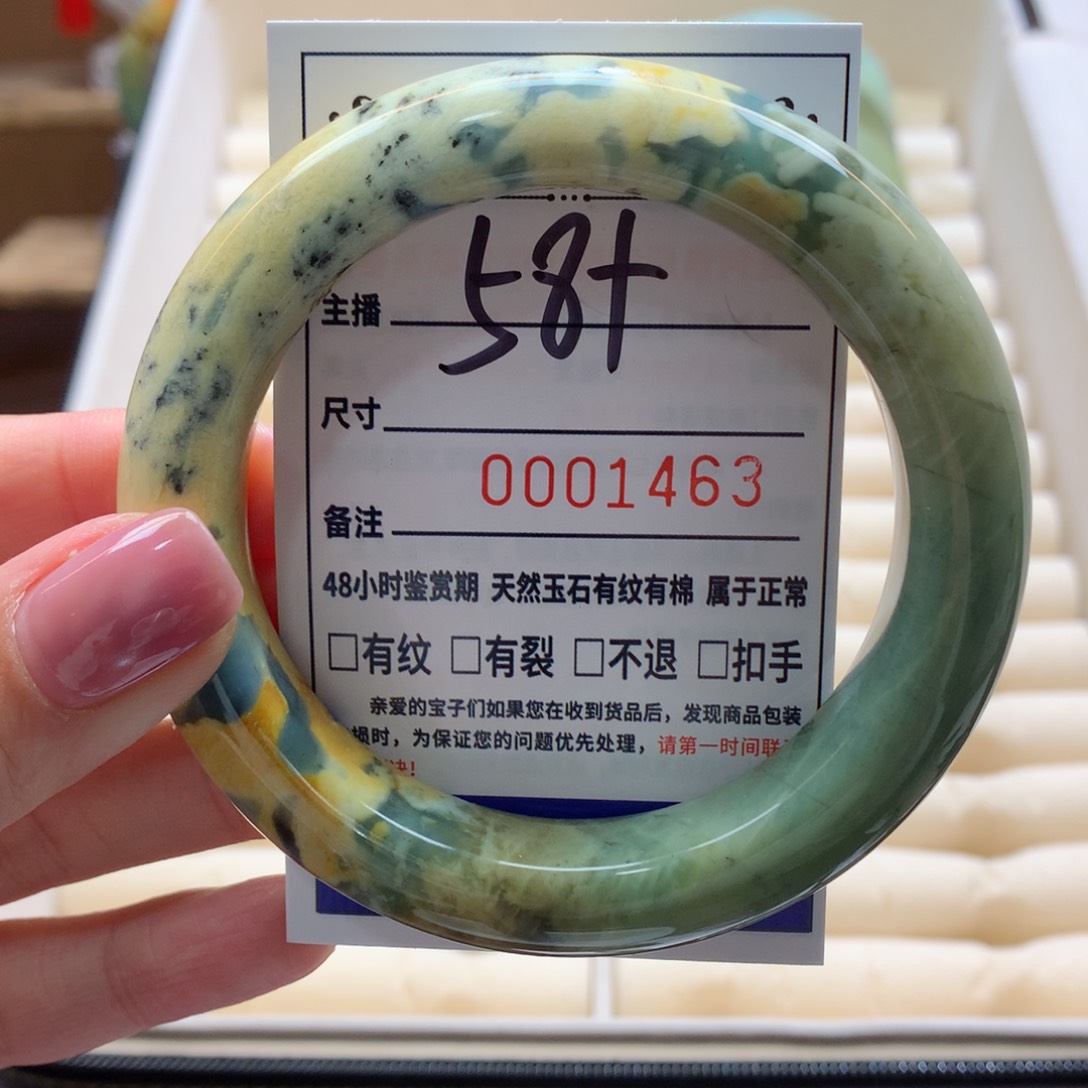 58+
主播
尺寸
0001463
备注
48小时鉴赏期 天然玉石有纹有棉 属于正常
□有纹 □有裂 □不退 □扣手
亲爱的宝子们如果您在收到货品后，发现商品包装
损时，为保证您的问题优先处理，请第一时间联
决！